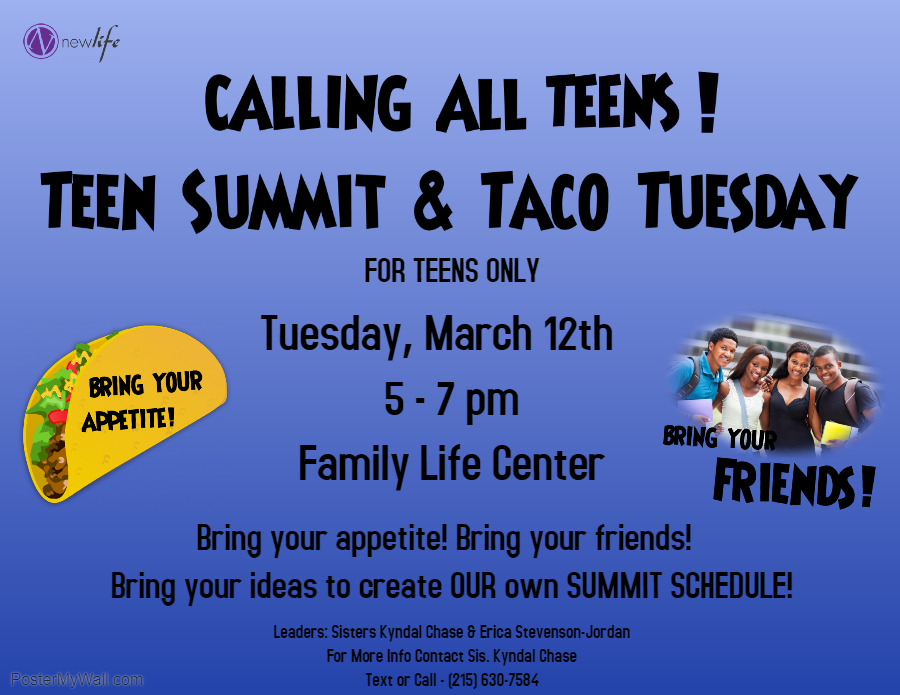 newlife
CALLING ALL TEENS!
TEEN SUMMIT & TACO TUESDAY
FOR TEENS ONLY
Tuesday, March 12th
5 - 7 pm
Family Life Center
BRING YOUR
APPETITE!
BRING YOUR
FRIENDS!
Bring your appetite! Bring your friends!
Bring your ideas to create OUR own SUMMIT SCHEDULE!
Leaders: Sisters Kyndal Chase & Erica Stevenson-Jordan
For More Info Contact Sis. Kyndal Chase
Text or Call - (215) 630-7584
PosterMyWall.com